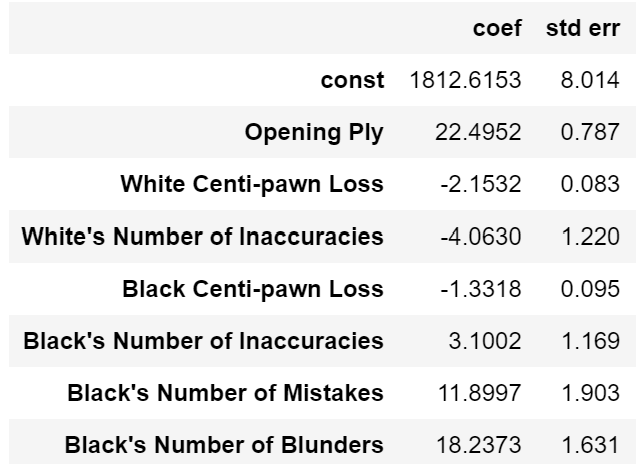 coef std err
const 1812.6153 8.014
Opening Ply 22.4952 0.787
White Centi-pawn Loss -2.1532 0.083
White's Number of Inaccuracies -4.0630 1.220
Black Centi-pawn Loss -1.3318 0.095
Black's Number of Inaccuracies 3.1002 1.169
Black's Number of Mistakes 11.8997 1.903
Black's Number of Blunders 18.2373 1.631